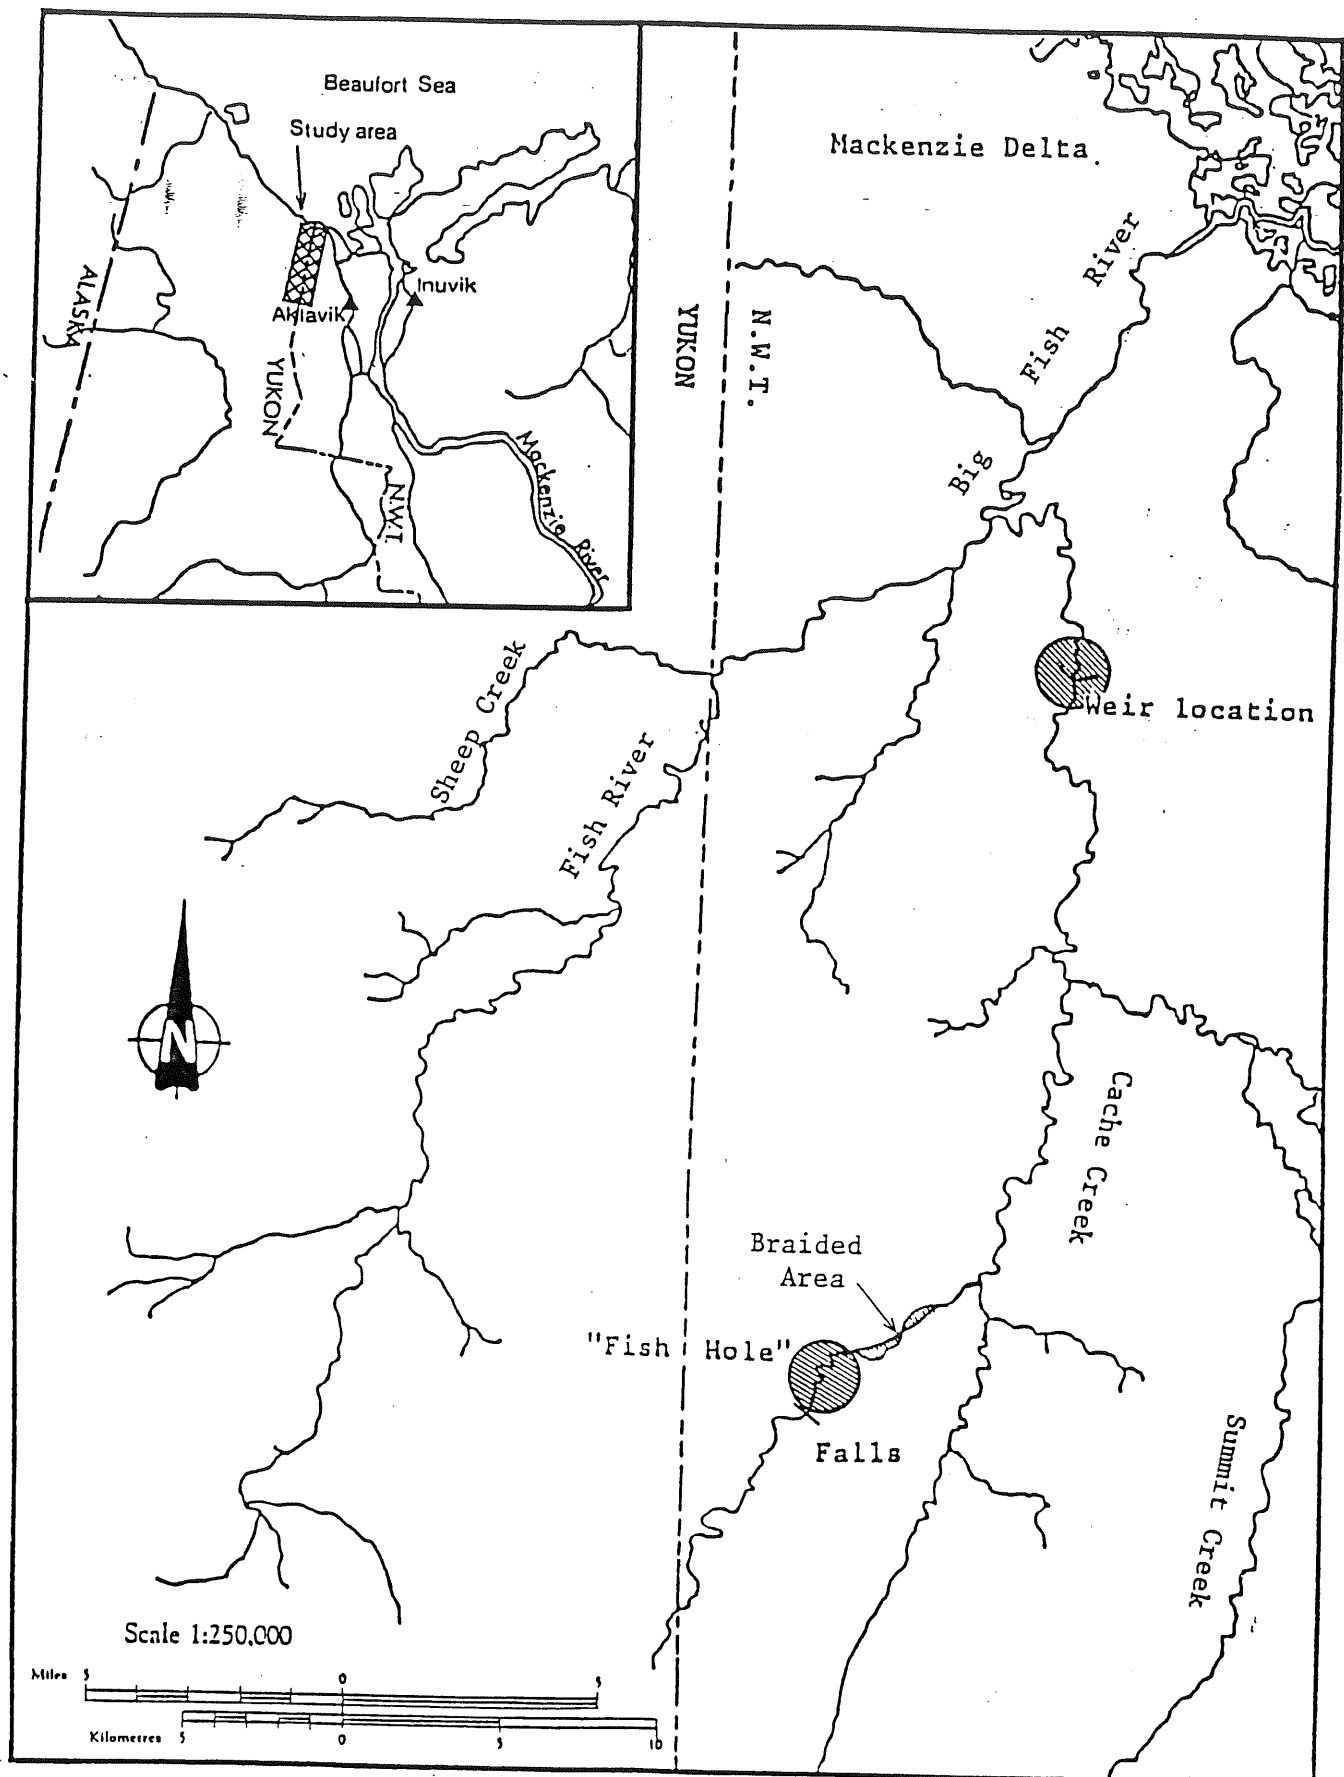 Beaufort Sea
Study area
Inuvik
Aklavik
ALASKA
YUKON
N.W.T.
Mackenzie River
Mackenzie Delta
YUKON
N.W.T.
Big Fish River
Weir location
Sheep Creek
Fish River
N
Cache Creek
Braided
Area
"Fish Hole"
Falls
Summit Creek
Scale 1:250,000
Miles 5 0 5
Kilometres 5 0 5 10